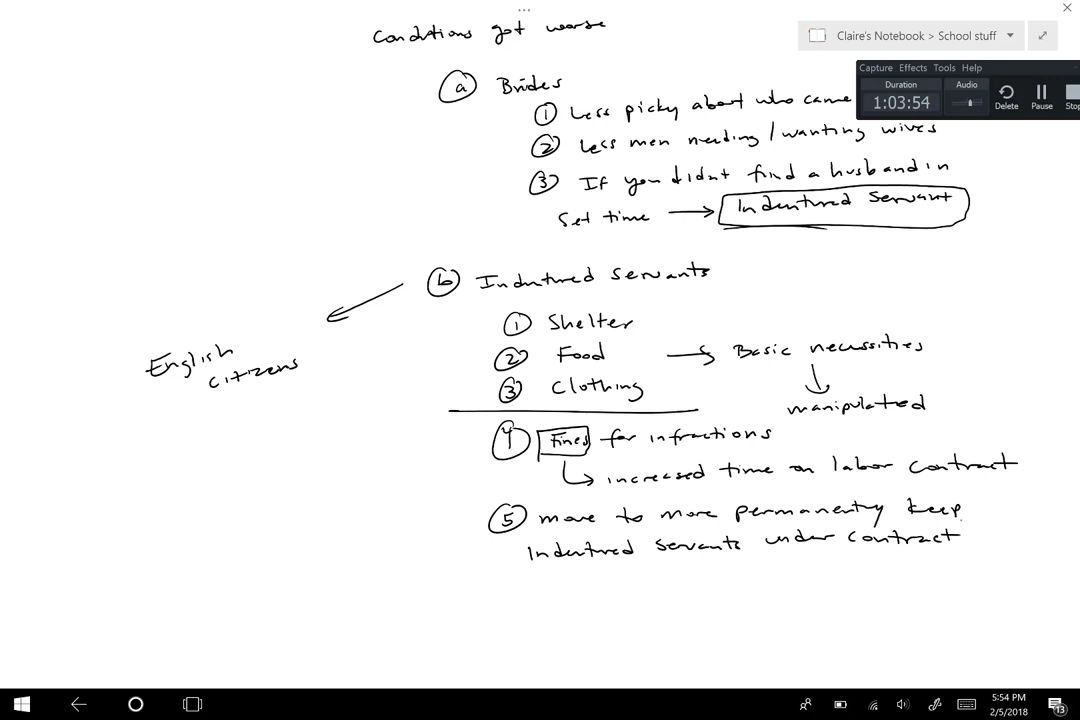 ...
Conditions got worse
Claire's Notebook > School stuff
Capture Effects Tools Help
Duration
1:03:54
Audio
Delete
Pause
Stop
a Brides
1 Less picky about who came
2 Less men needing/wanting wives
3 If you didnt find a husband in
Set time → Indentured Servant
b Indentured servants
English
citizens
1 Shelter
2 Food → Basic necessities
3 Clothing
manipulated
4 Fines for infractions
increased time on labor contract
5 move to more permanently keep
Indentured servants under contract
5:54 PM
2/5/2018
13